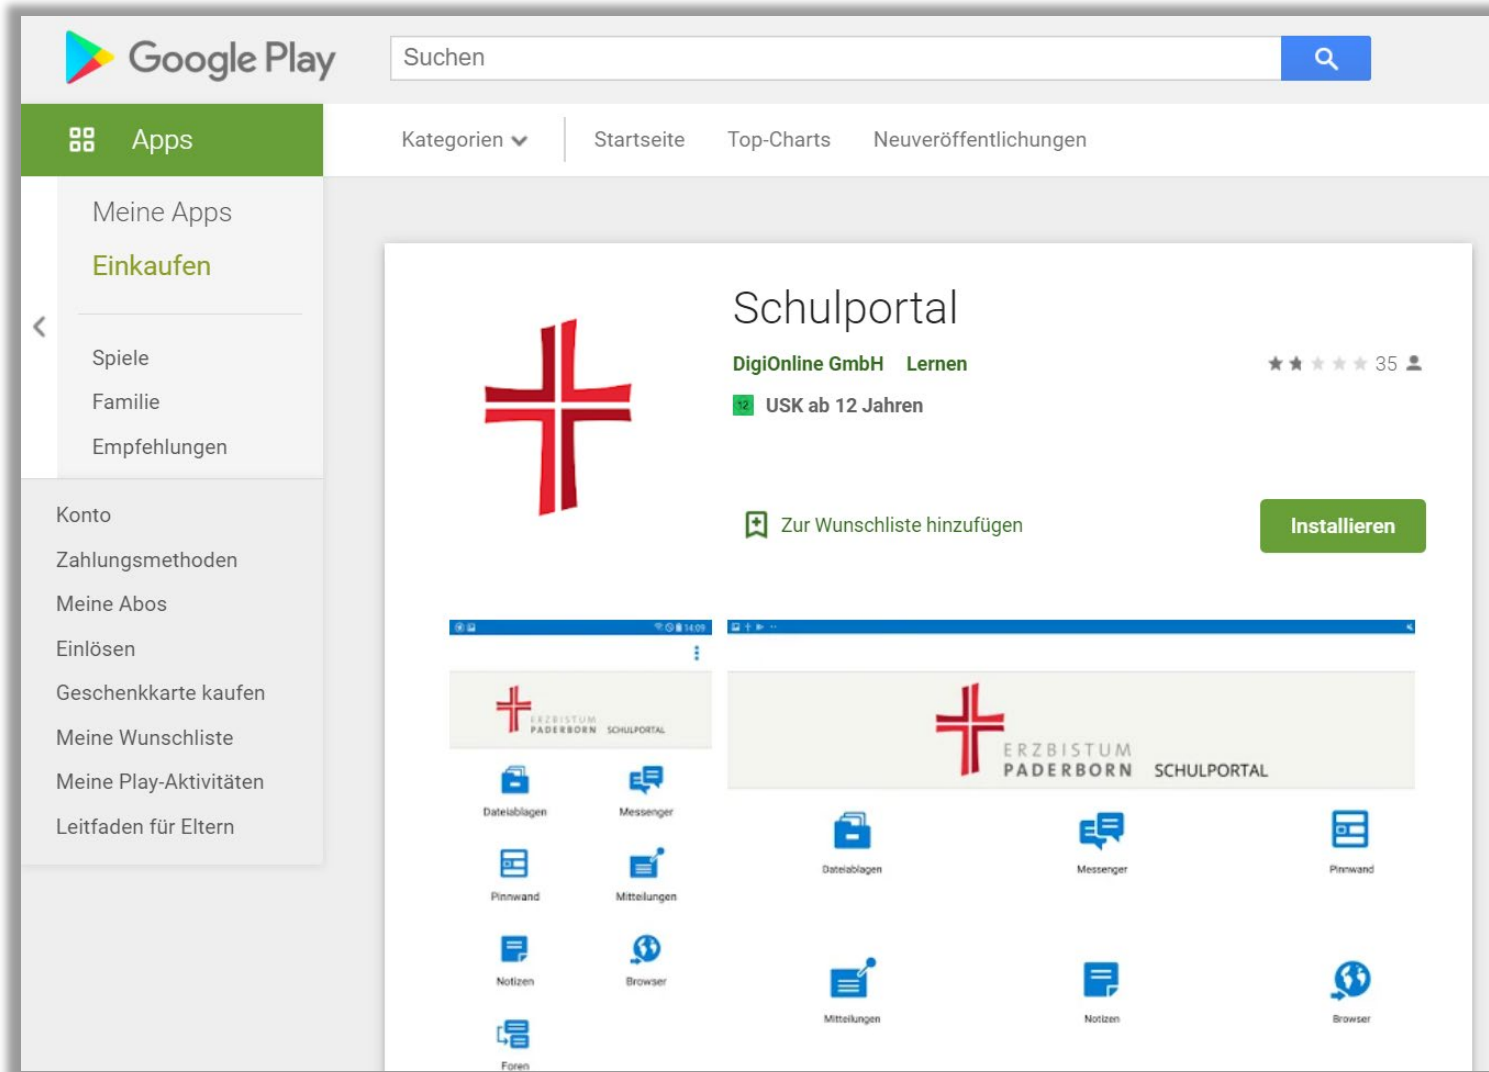 Google Play
Suchen
Apps
Kategorien
Startseite
Top-Charts
Neuveröffentlichungen
Meine Apps
Einkaufen
Spiele
Familie
Empfehlungen
Konto
Zahlungsmethoden
Meine Abos
Einlösen
Geschenkkarte kaufen
Meine Wunschliste
Meine Play-Aktivitäten
Leitfaden für Eltern
Schulportal
DigiOnline GmbH Lernen
35
12 USK ab 12 Jahren
Zur Wunschliste hinzufügen
Installieren
14:09
ERZBISTUM
PADERBORN SCHULPORTAL
Dateiablagen
Messenger
Pinnwand
Mitteilungen
Notizen
Browser
Foren
ERZBISTUM
PADERBORN SCHULPORTAL
Dateiablagen
Messenger
Pinnwand
Mitteilungen
Notizen
Browser